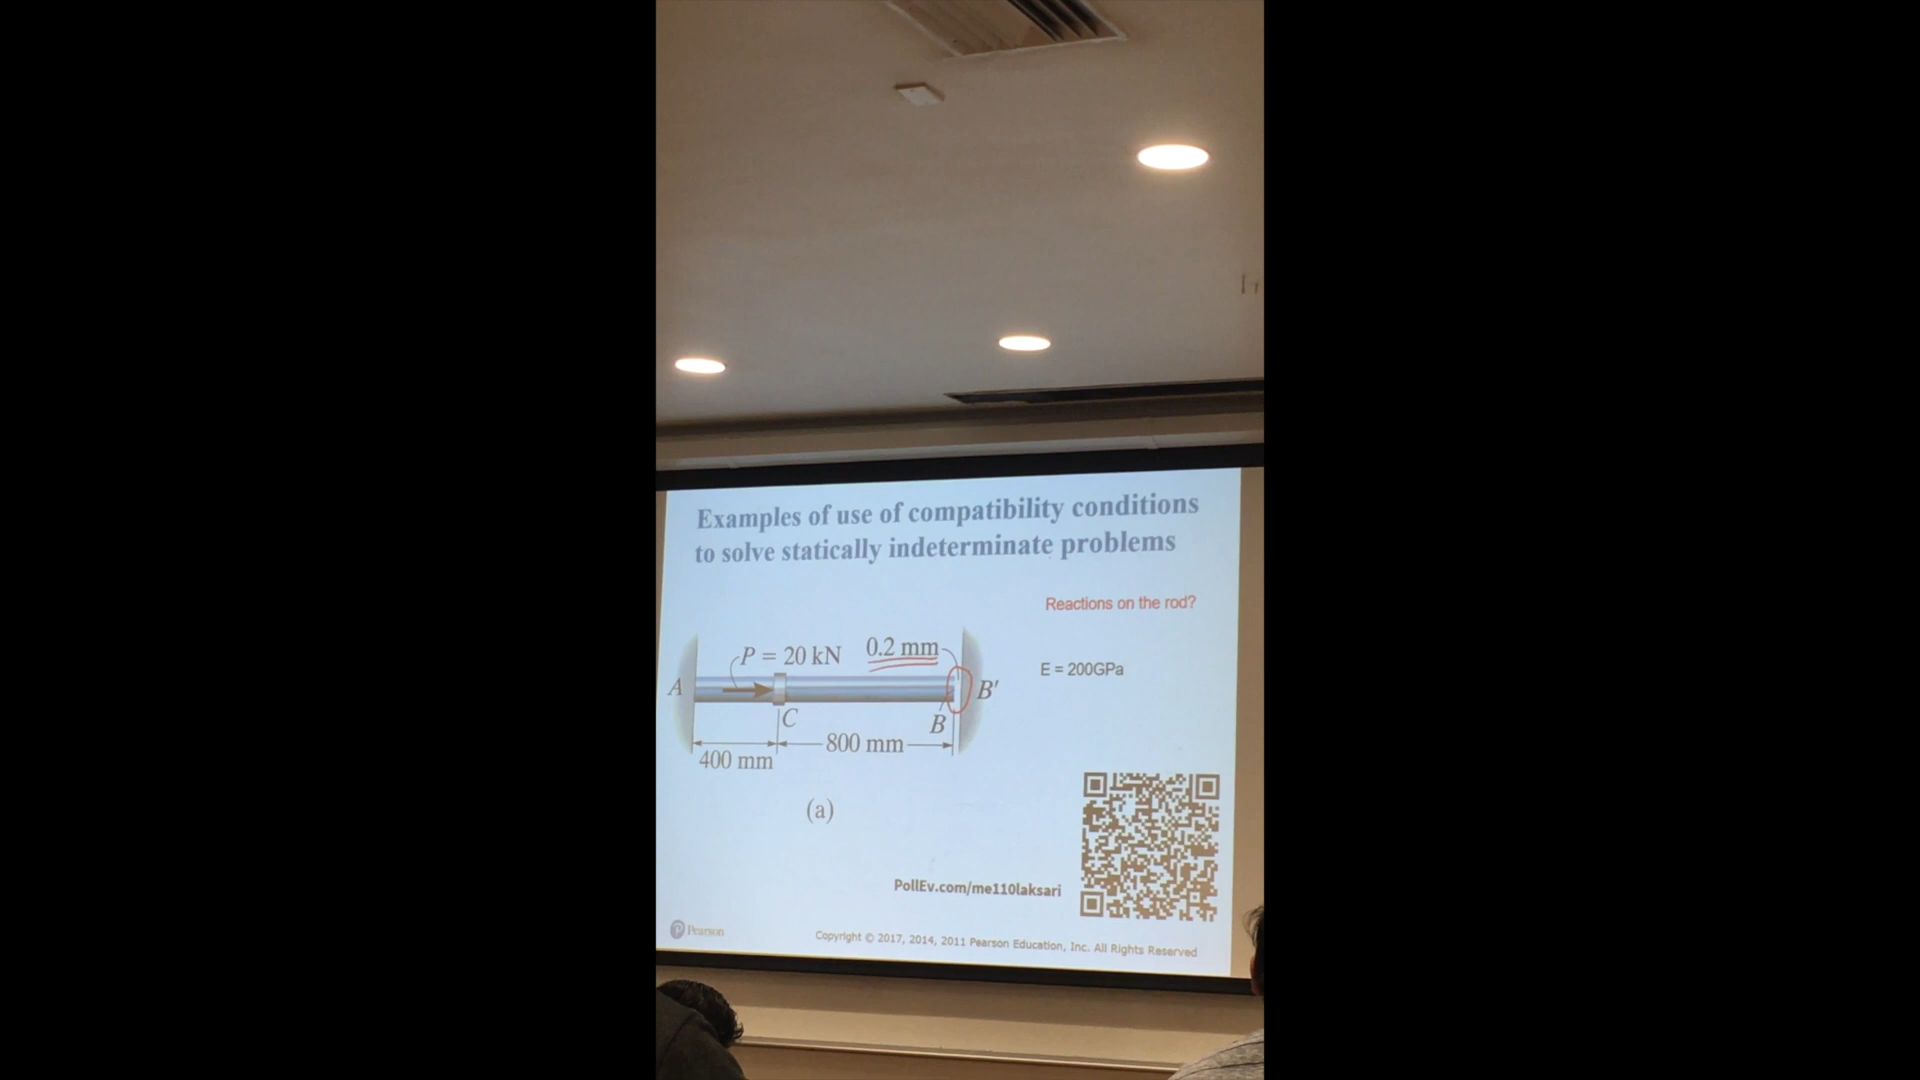 Examples of use of compatibility conditions
to solve statically indeterminate problems
Reactions on the rod?
P = 20 kN
0.2 mm
E = 200GPa
A
B'
C
B
800 mm
400 mm
(a)
PollEv.com/me110laksari
P Pearson
Copyright © 2017, 2014, 2011 Pearson Education, Inc. All Rights Reserved